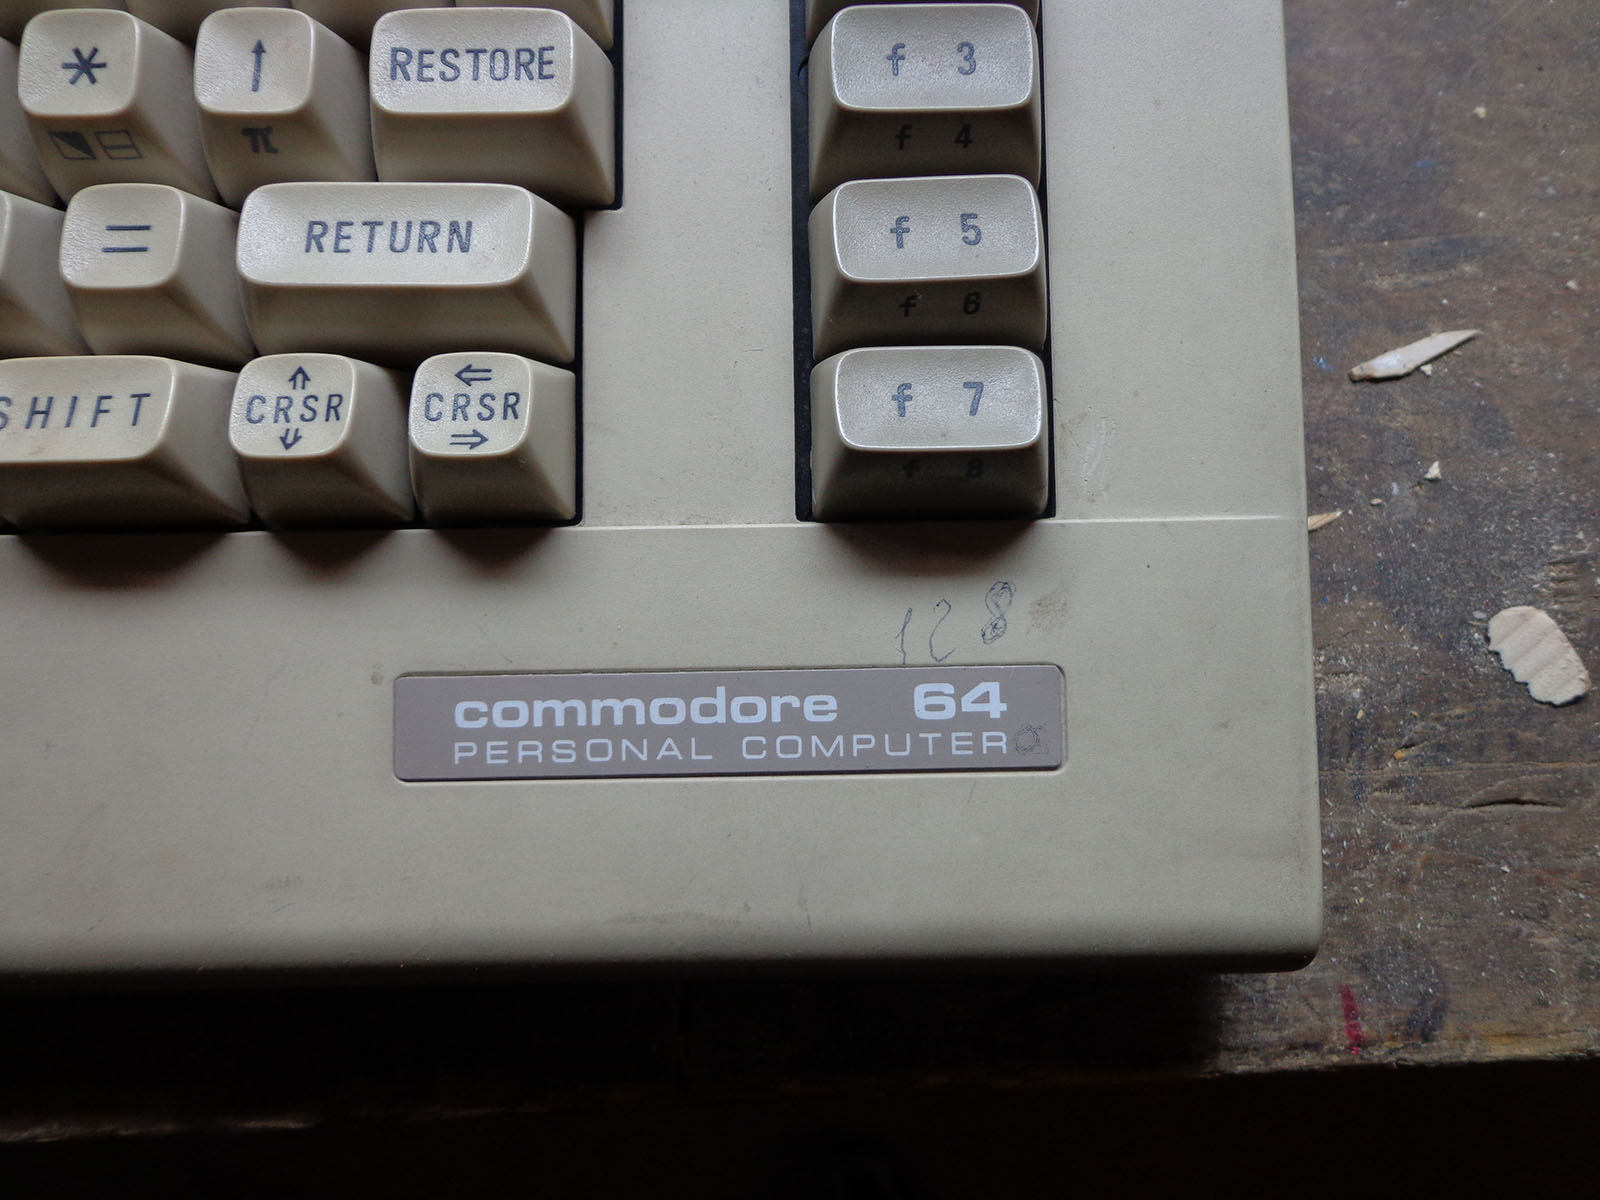 * ↑ RESTORE
π
= RETURN
SHIFT ⇑ CRSR ⇓ ⇐ CRSR ⇒
f 3
f 4
f 5
f 6
f 7
f 8
128
commodore 64
PERSONAL COMPUTER